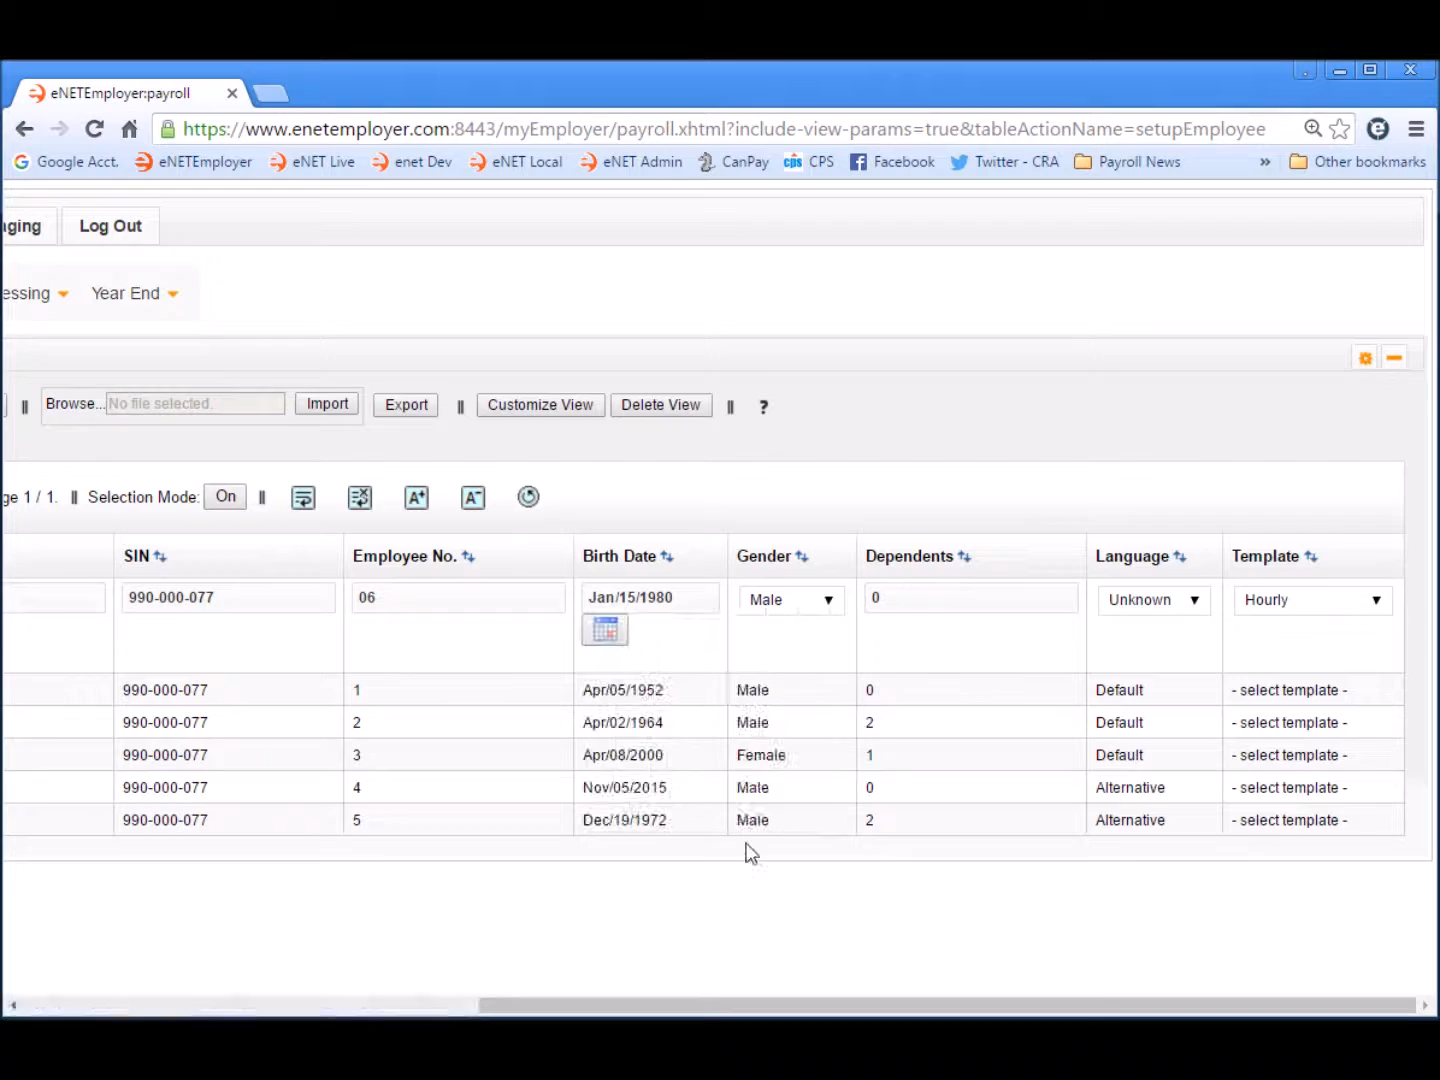 eNETEmployer:payroll
https://www.enetemployer.com:8443/myEmployer/payroll.xhtml?include-view-params=true&tableActionName=setupEmployee
Google Acct. eNETEmployer eNET Live enet Dev eNET Local eNET Admin CanPay cps CPS Facebook Twitter - CRA Payroll News » Other bookmarks
aging Log Out
essing Year End
Browse... No file selected. Import Export Customize View Delete View ?
ge 1 / 1. Selection Mode: On A+ A-
SIN Employee No. Birth Date Gender Dependents Language Template
990-000-077 06 Jan/15/1980 Male 0 Unknown Hourly
990-000-077 1 Apr/05/1952 Male 0 Default - select template -
990-000-077 2 Apr/02/1964 Male 2 Default - select template -
990-000-077 3 Apr/08/2000 Female 1 Default - select template -
990-000-077 4 Nov/05/2015 Male 0 Alternative - select template -
990-000-077 5 Dec/19/1972 Male 2 Alternative - select template -